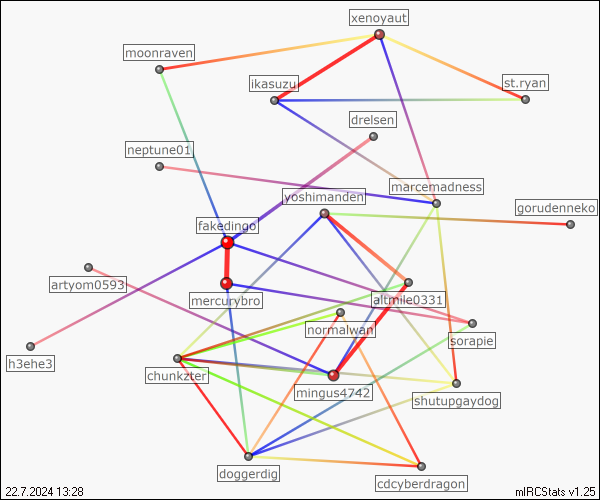 xenoyaut
moonraven
ikasuzu
st.ryan
drelsen
neptune01
marcemadness
yoshimanden
gorudenneko
fakedingo
artyom0593
mercurybro
altmile0331
normalwan
sorapie
h3ehe3
chunkzter
mingus4742
shutupgaydog
doggerdig
cdcyberdragon
22.7.2024 13:28
mIRCStats v1.25